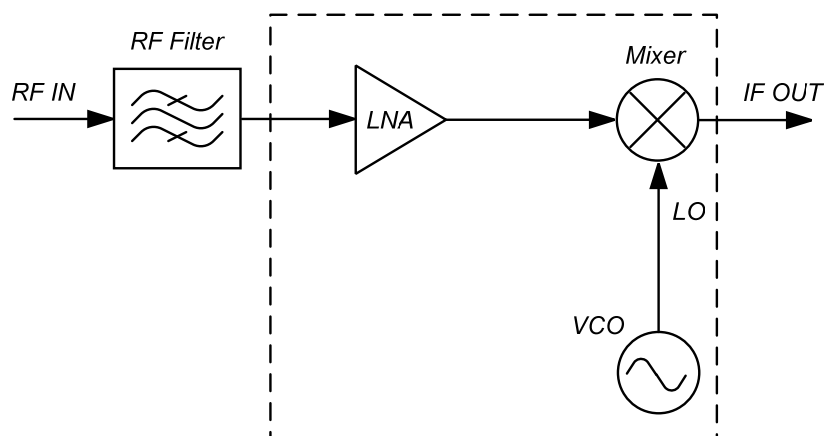 RF Filter
Mixer
RF IN
IF OUT
LNA
LO
VCO